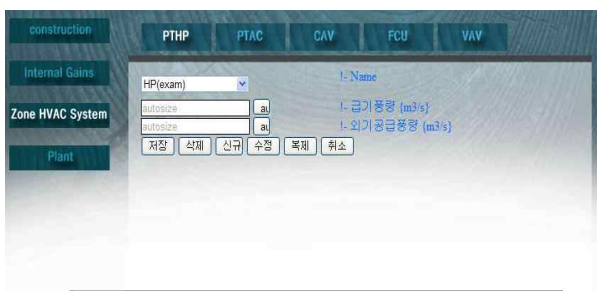 construction
PTHP PTAC CAV FCU VAV
Internal Gains
HP(exam) !- Name
Zone HVAC System
autosize au !- 급기풍량 {m3/s}
autosize au !- 외기공급풍량 {m3/s}
저장 삭제 신규 수정 복제 취소
Plant